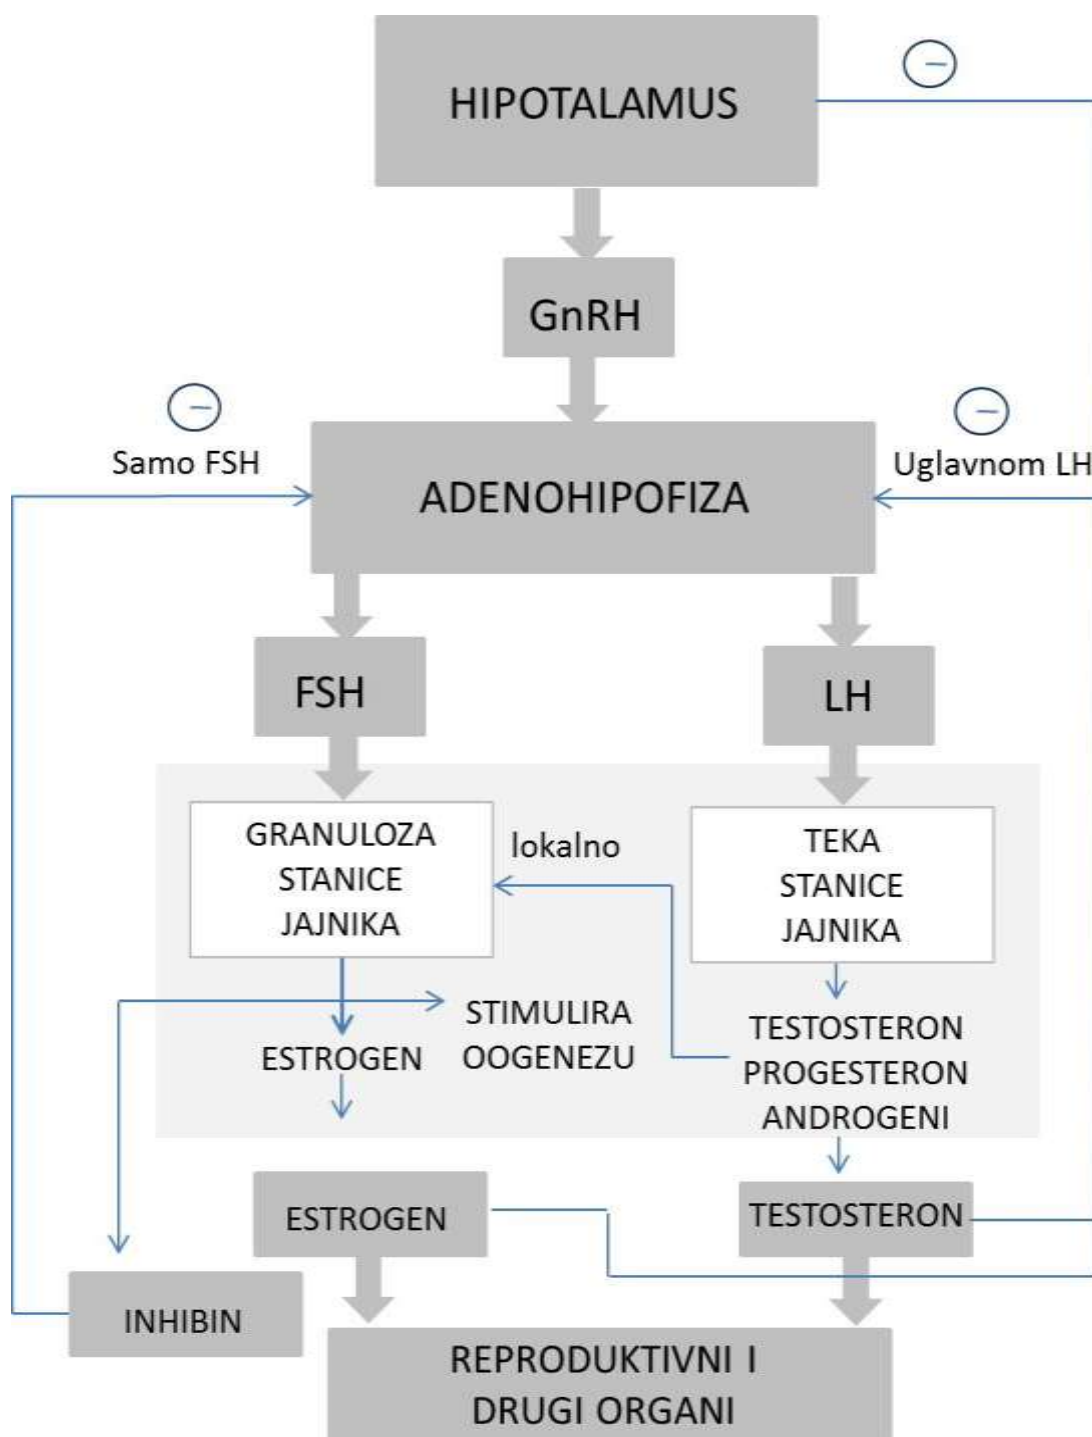 HIPOTALAMUS
GnRH
Samo FSH
Uglavnom LH
ADENOHIPOFIZA
FSH
LH
GRANULOZA
STANICE
JAJNIKA
lokalno
TEKA
STANICE
JAJNIKA
STIMULIRA
OOGENEZU
ESTROGEN
TESTOSTERON
PROGESTERON
ANDROGENI
ESTROGEN
TESTOSTERON
INHIBIN
REPRODUKTIVNI I
DRUGI ORGANI